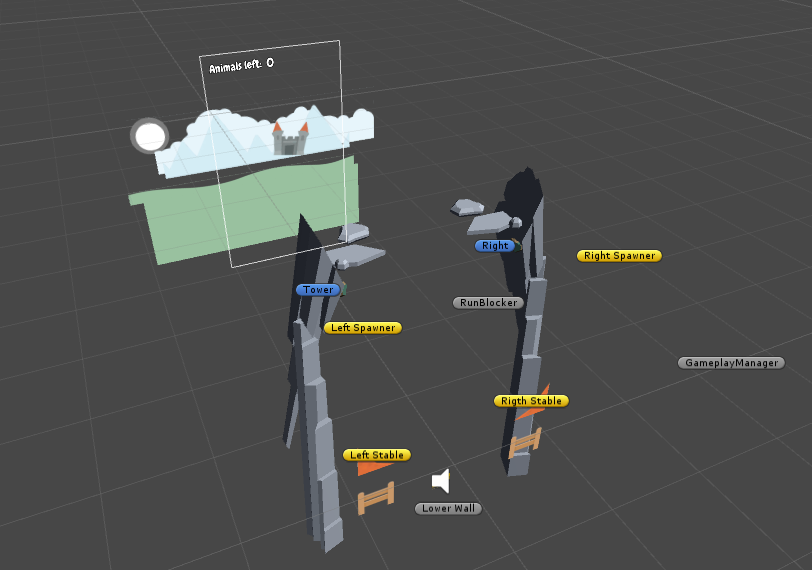 Animals left: 0
Right
Right Spawner
Tower
RunBlocker
Left Spawner
GameplayManager
Rigth Stable
Left Stable
Lower Wall